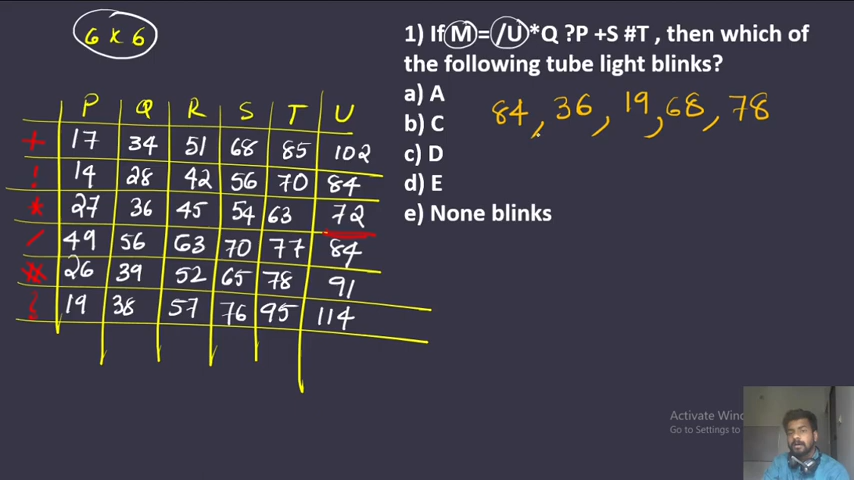 6 x 6
1) If M= /U*Q ?P +S #T , then which of
the following tube light blinks?
a) A
b) C
c) D
d) E
e) None blinks
84, 36, 19, 68, 78
P Q R S T U
+ 17 34 51 68 85 102
! 14 28 42 56 70 84
* 27 36 45 54 63 72
/ 49 56 63 70 77 84
# 26 39 52 65 78 91
? 19 38 57 76 95 114
Activate Wind
Go to Settings to